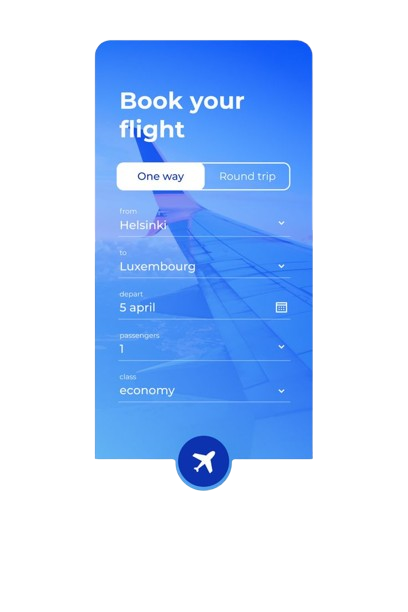 Book your
flight
One way
Round trip
from
Helsinki
to
Luxembourg
depart
5 april
passengers
1
class
economy